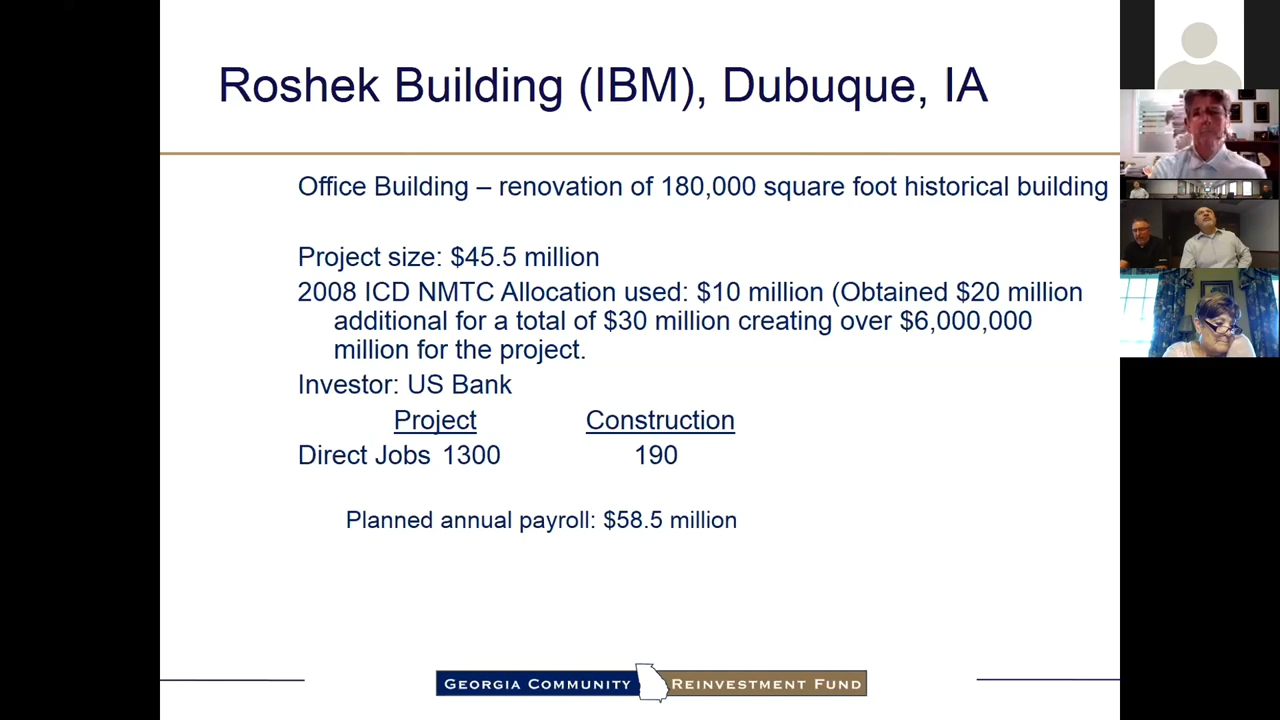 Roshek Building (IBM), Dubuque, IA
Office Building – renovation of 180,000 square foot historical building
Project size: $45.5 million
2008 ICD NMTC Allocation used: $10 million (Obtained $20 million
additional for a total of $30 million creating over $6,000,000
million for the project.
Investor: US Bank
Project Construction
Direct Jobs 1300 190
Planned annual payroll: $58.5 million
GEORGIA COMMUNITY REINVESTMENT FUND